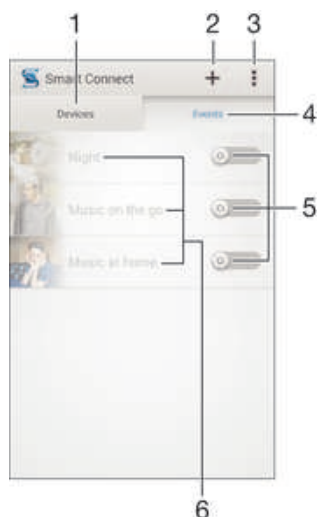 1 2 3
Smart Connect
Devices Events 4
Night
Music on the go 5
Music at home
6